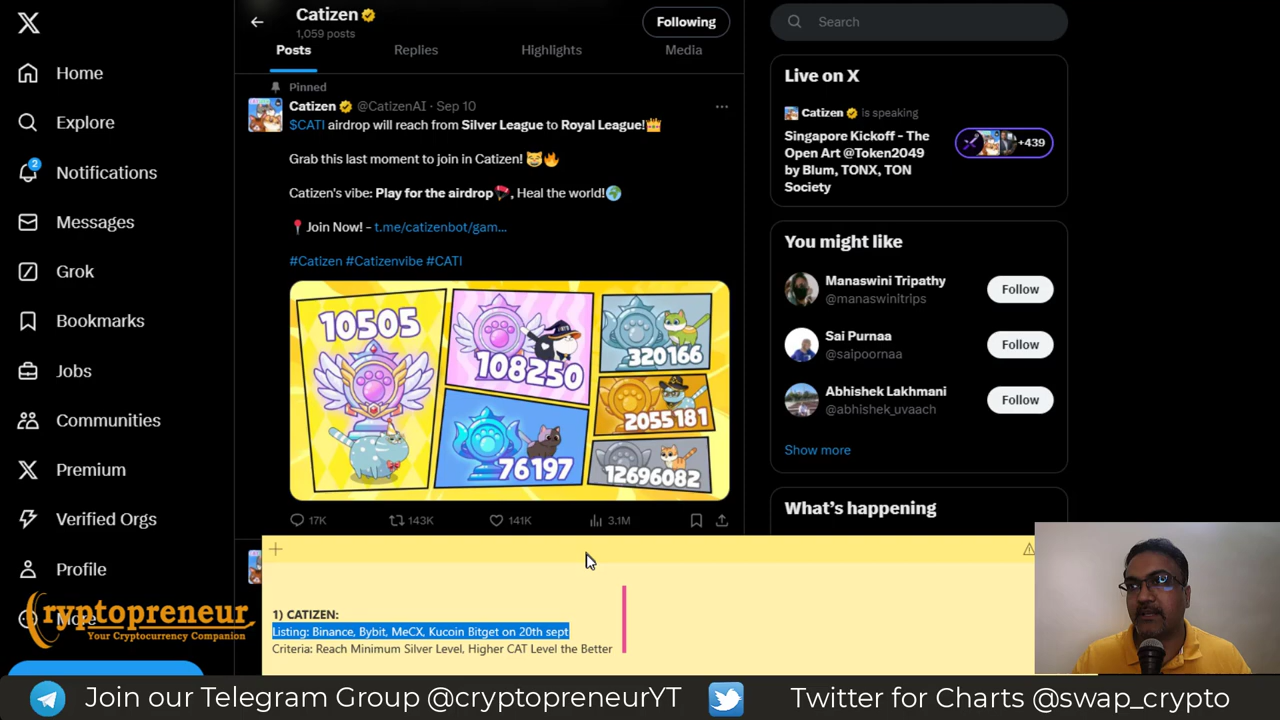 Catizen
1,059 posts
Following
Posts
Replies
Highlights
Media
Home
Explore
2
Notifications
Messages
Grok
Bookmarks
Jobs
Communities
Premium
Verified Orgs
Profile
More
Pinned
Catizen @CatizenAI · Sep 10
$CATI airdrop will reach from Silver League to Royal League!👑
Grab this last moment to join in Catizen! 😸🔥
Catizen's vibe: Play for the airdrop🪂, Heal the world!🌍
📍Join Now! - t.me/catizenbot/gam...
#Catizen #Catizenvibe #CATI
10505
108250
320166
76197
2055181
12696082
17K
143K
141K
3.1M
Search
Live on X
Catizen is speaking
Singapore Kickoff - The
Open Art @Token2049
by Blum, TONX, TON
Society
+439
You might like
Manaswini Tripathy
@manaswinitrips
Follow
Sai Purnaa
@saipoornaa
Follow
Abhishek Lakhmani
@abhishek_uvaach
Follow
Show more
What's happening
1) CATIZEN:
Listing: Binance, Bybit, MeCX, Kucoin Bitget on 20th sept
Criteria: Reach Minimum Silver Level, Higher CAT Level the Better
Cryptopreneur
Your Cryptocurrency Companion
Join our Telegram Group @cryptopreneurYT
Twitter for Charts @swap_crypto